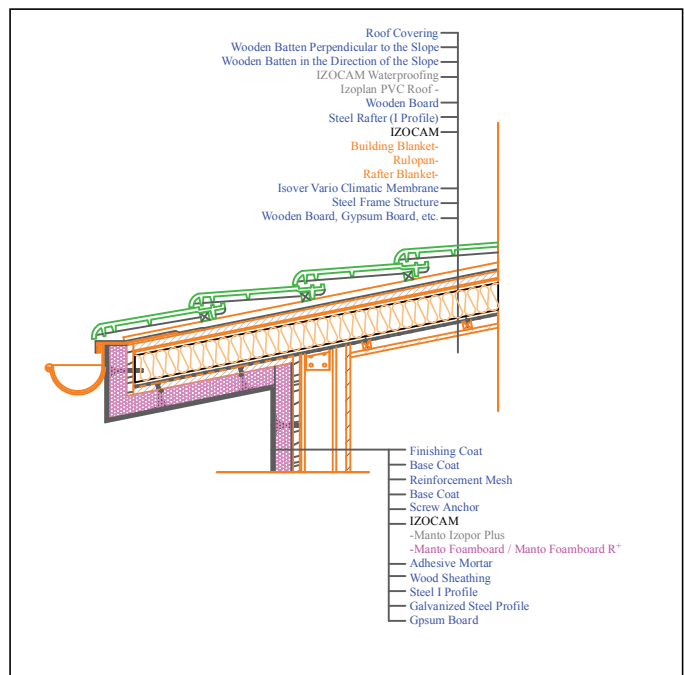 Roof Covering
Wooden Batten Perpendicular to the Slope
Wooden Batten in the Direction of the Slope
IZOCAM Waterproofing
Izoplan PVC Roof -
Wooden Board
Steel Rafter (I Profile)
IZOCAM
Building Blanket-
Rulopan-
Rafter Blanket-
Isover Vario Climatic Membrane
Steel Frame Structure
Wooden Board, Gypsum Board, etc.
Finishing Coat
Base Coat
Reinforcement Mesh
Base Coat
Screw Anchor
IZOCAM
-Manto Izopor Plus
-Manto Foamboard / Manto Foamboard R⁺
Adhesive Mortar
Wood Sheathing
Steel I Profile
Galvanized Steel Profile
Gpsum Board